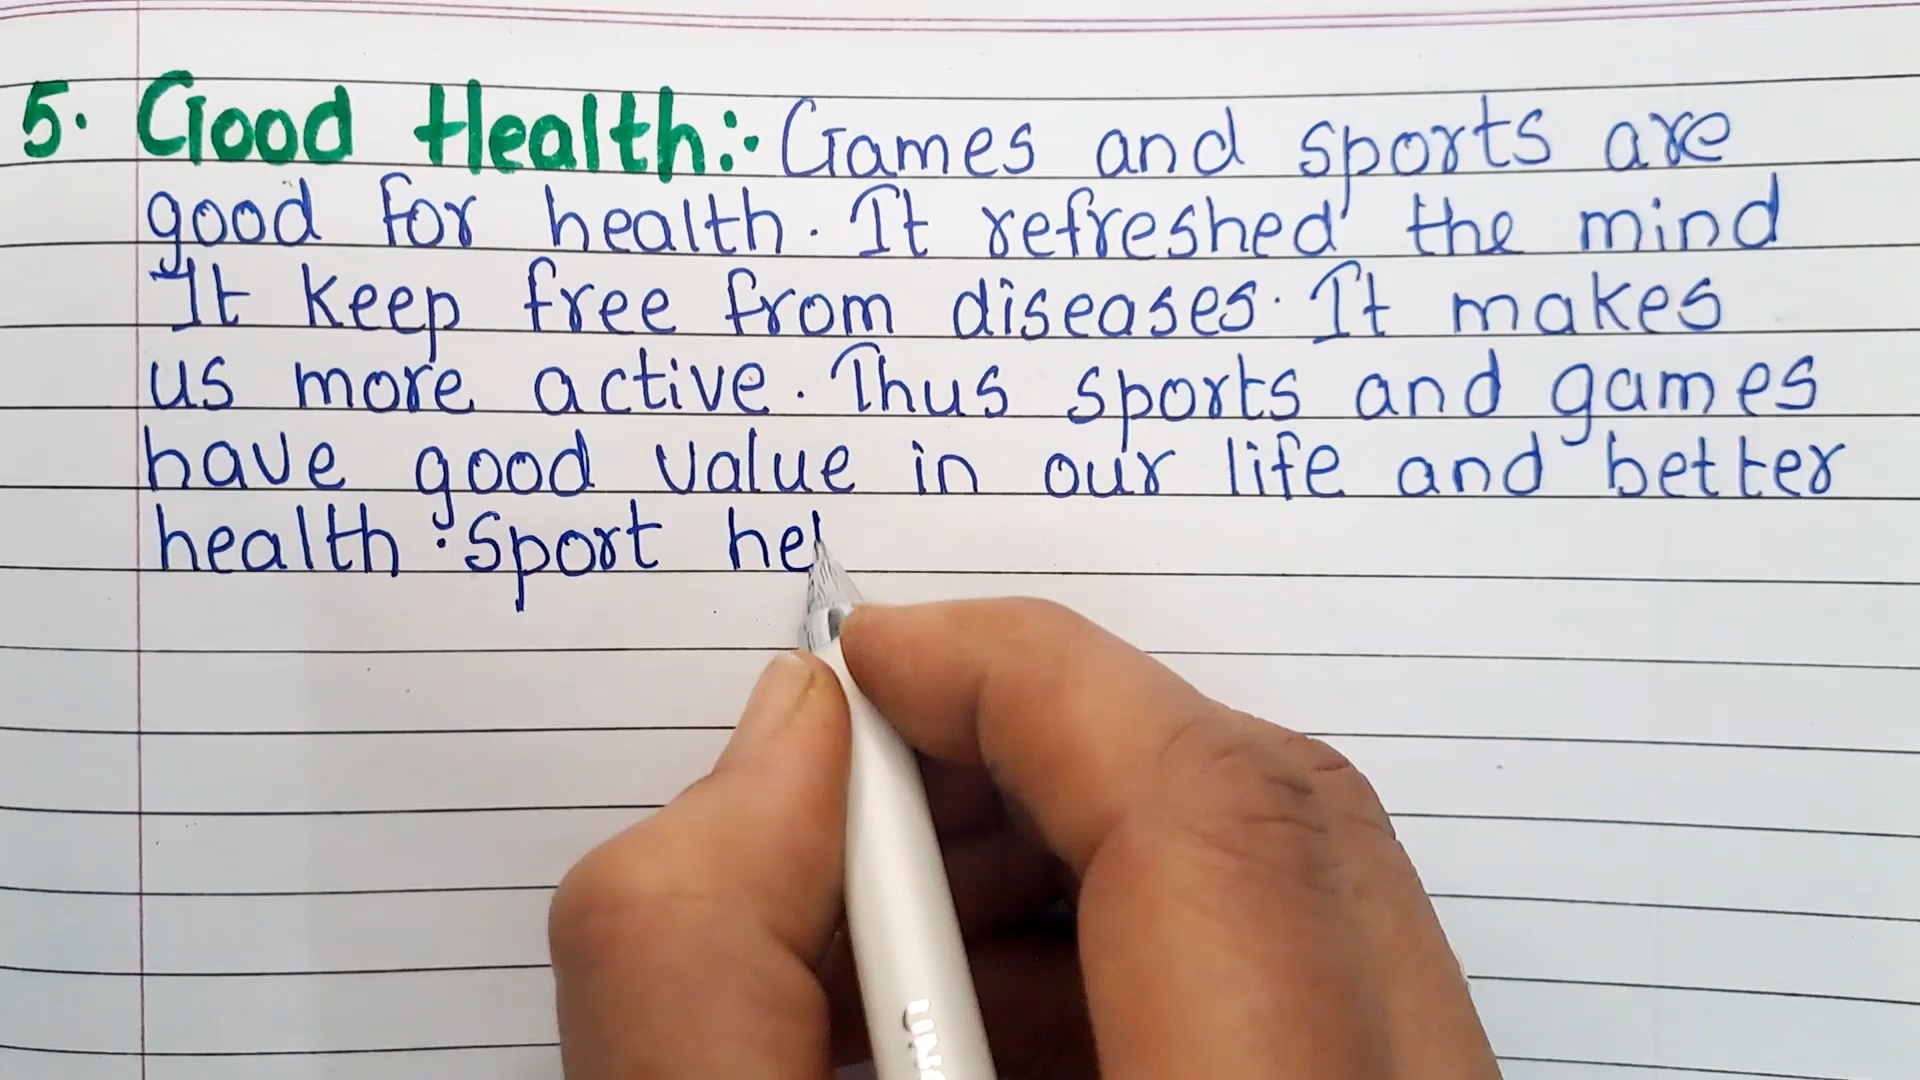 5. Good Health:- Games and sports are
good for health. It refreshed the mind
It keep free from diseases. It makes
us more active. Thus sports and games
have good value in our life and better
health. Sport hel